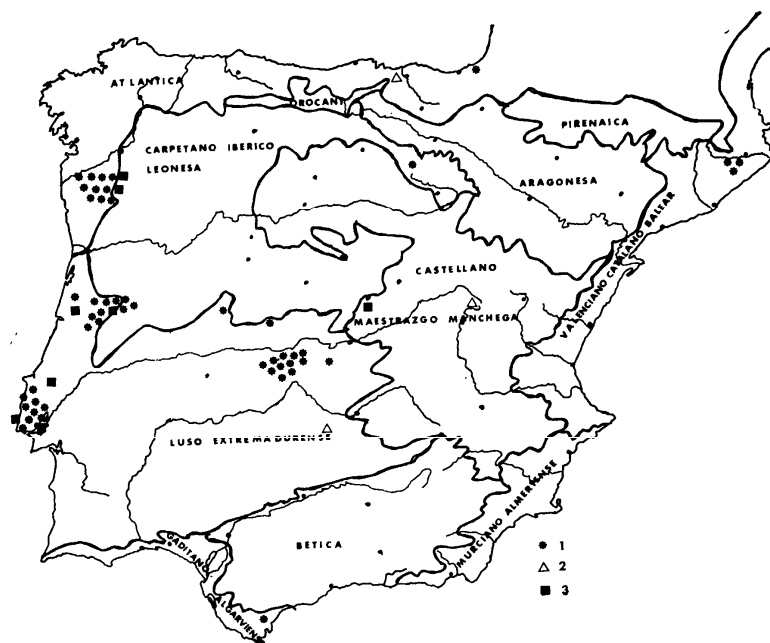 ATLANTICA
OROCANT
PIRENAICA
CARPETANO IBERICO
LEONESA
ARAGONESA
VALENCIANO CATALANO BALEAR
CASTELLANO
MAESTRAZGO MANCHEGA
LUSO EXTREMADURENSE
MURCIANO ALMERIENSE
BETICA
GADITANO
ALGARVIENSE
1
2
3